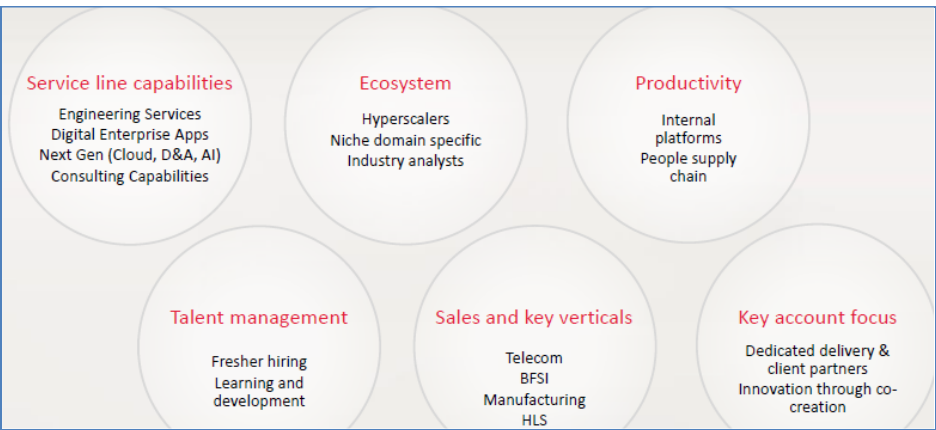 Service line capabilities
Engineering Services
Digital Enterprise Apps
Next Gen (Cloud, D&A, AI)
Consulting Capabilities
Ecosystem
Hyperscalers
Niche domain specific
Industry analysts
Productivity
Internal
platforms
People supply
chain
Talent management
Fresher hiring
Learning and
development
Sales and key verticals
Telecom
BFSI
Manufacturing
HLS
Key account focus
Dedicated delivery &
client partners
Innovation through co-
creation